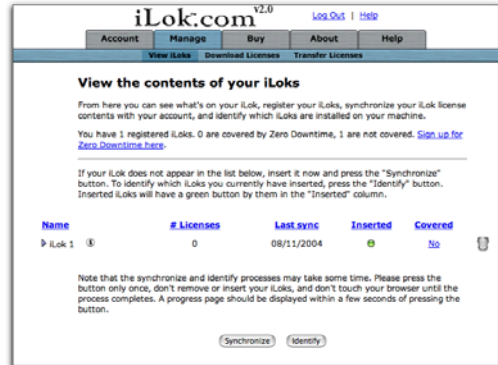 iLok.com v2.0
Log Out | Help
Account Manage Buy About Help
View iLoks Download Licenses Transfer Licenses
View the contents of your iLoks
From here you can see what's on your iLok, register your iLoks, synchronize your iLok license
contents with your account, and identify which iLoks are installed on your machine.
You have 1 registered iLoks. 0 are covered by Zero Downtime, 1 are not covered. Sign up for
Zero Downtime here.
If your iLok does not appear in the list below, insert it now and press the "Synchronize"
button. To identify which iLoks you currently have inserted, press the "Identify" button.
Inserted iLoks will have a green button by them in the "Inserted" column.
Name # Licenses Last sync Inserted Covered
iLok 1 0 08/11/2004 No
Note that the synchronize and identify processes may take some time. Please press the
button only once, don't remove or insert your iLoks, and don't touch your browser until the
process completes. A progress page should be displayed within a few seconds of pressing the
button.
Synchronize Identify